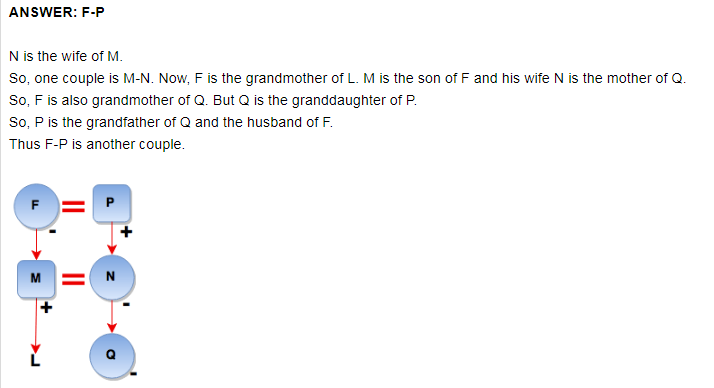 ANSWER: F-P
N is the wife of M.
So, one couple is M-N. Now, F is the grandmother of L. M is the son of F and his wife N is the mother of Q.
So, F is also grandmother of Q. But Q is the granddaughter of P.
So, P is the grandfather of Q and the husband of F.
Thus F-P is another couple.
F = P
- +
M = N
+ -
L Q
-